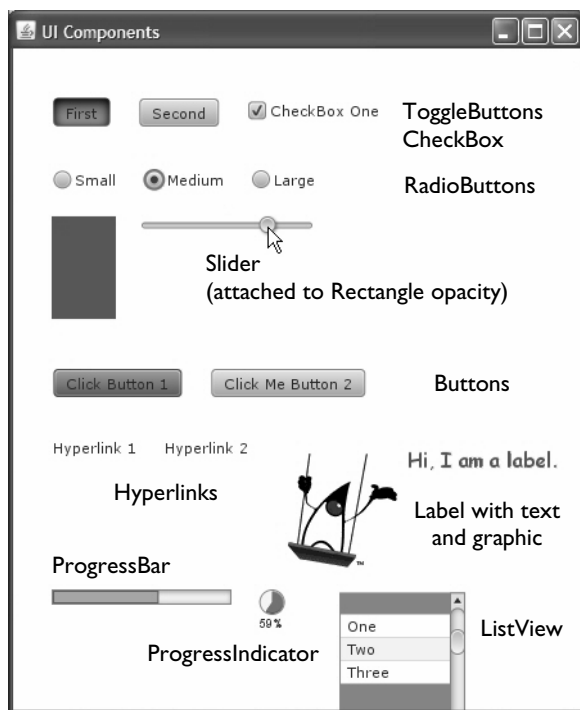 UI Components
First Second CheckBox One ToggleButtons
CheckBox
Small Medium Large RadioButtons
Slider
(attached to Rectangle opacity)
Click Button 1 Click Me Button 2 Buttons
Hyperlink 1 Hyperlink 2
Hi, I am a label.
Hyperlinks
Label with text
and graphic
TM
ProgressBar
59%
ProgressIndicator
ListView
One
Two
Three